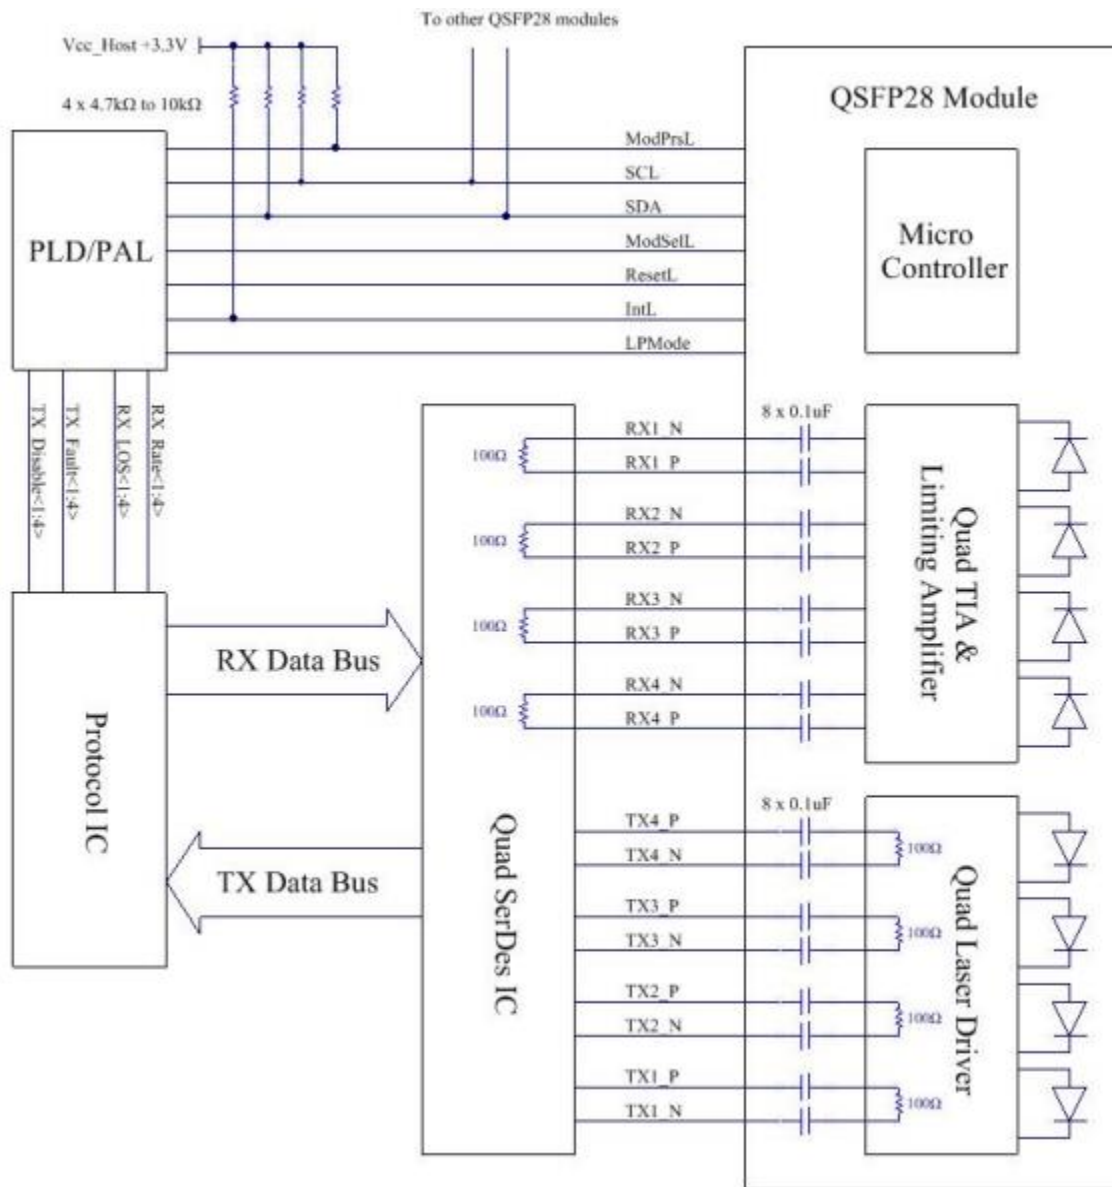 To other QSFP28 modules
Vcc_Host +3.3V
4 x 4.7kΩ to 10kΩ
QSFP28 Module
PLD/PAL
ModPrsL
SCL
SDA
ModSelL
ResetL
IntL
LPMode
Micro
Controller
TX Disable<1:4>
TX Fault<1:4>
RX LOS<1:4>
RX Rate<1:4>
8 x 0.1uF
100Ω
RX1_N
RX1_P
100Ω
RX2_N
RX2_P
100Ω
RX3_N
RX3_P
100Ω
RX4_N
RX4_P
Quad TIA &
Limiting Amplifier
RX Data Bus
Protocol IC
TX Data Bus
Quad SerDes IC
8 x 0.1uF
TX4_P
TX4_N
100Ω
TX3_P
TX3_N
100Ω
TX2_P
TX2_N
100Ω
TX1_P
TX1_N
100Ω
Quad Laser Driver